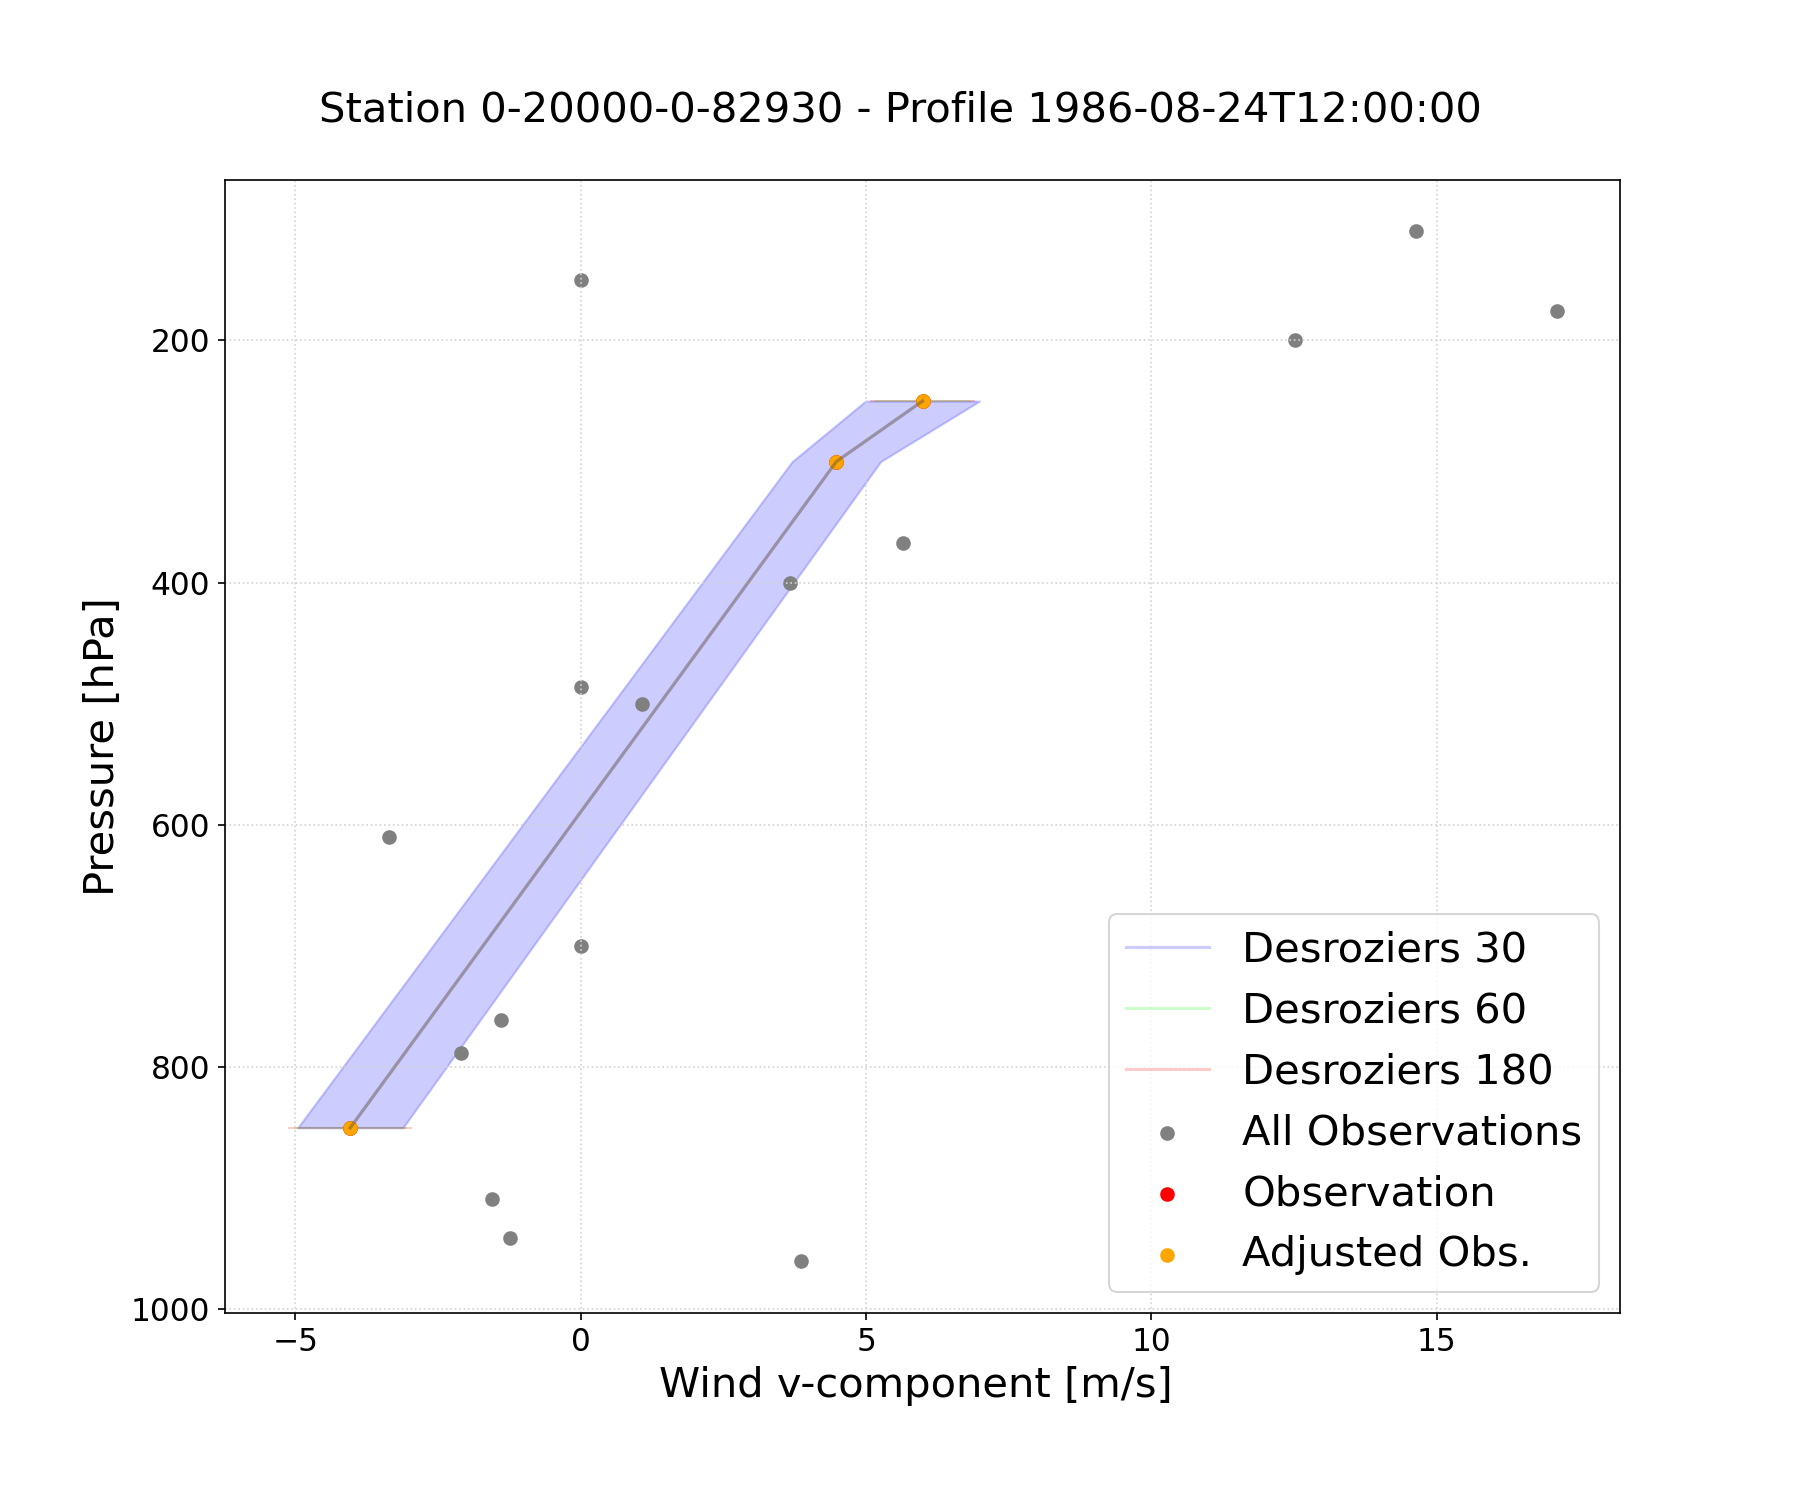 Station 0-20000-0-82930 - Profile 1986-08-24T12:00:00
Pressure [hPa]
200
400
600
800
1000
−5
0
5
10
15
Wind v-component [m/s]
Desroziers 30
Desroziers 60
Desroziers 180
All Observations
Observation
Adjusted Obs.